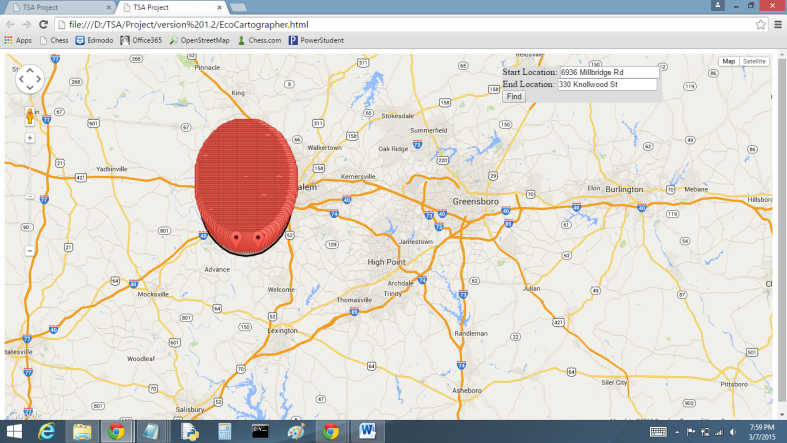 TSA Project
TSA Project
file:///D:/TSA/Project/version%201.2/EcoCartographer.html
Apps Chess Edmodo Office365 OpenStreetMap Chess.com PowerStudent
Start Location: 6936 Millbridge Rd
End Location: 330 Knollwood St
Find
Map Satellite
Pinnacle
King
Stokesdale
Summerfield
Walkertown
Oak Ridge
Yadkinville
Kernersville
alem
Greensboro
Elon
Burlington
Mebane
Hillsboro
Jamestown
High Point
Advance
Mocksville
Welcome
Archdale
Trinity
Thomasville
Julian
Lexington
Randleman
Statesville
Woodleaf
Asheboro
Siler City
Pittsboro
Salisbury
7:59 PM
3/7/2015